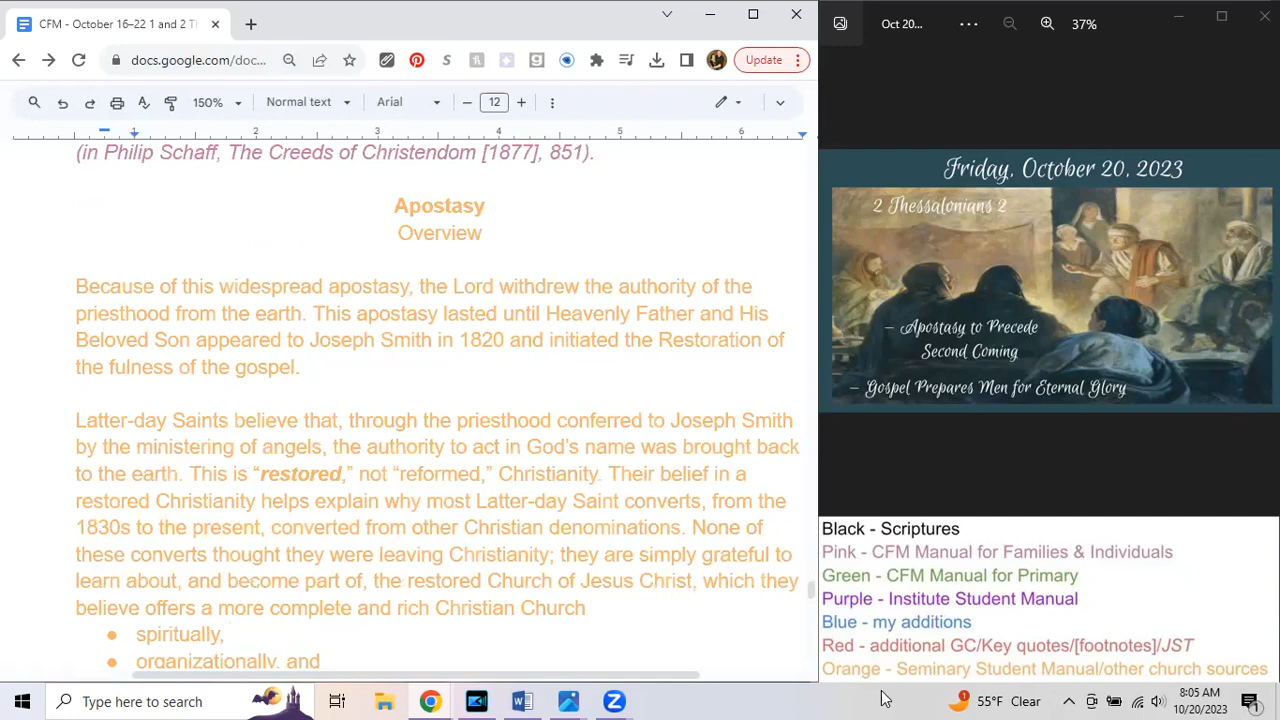 CFM - October 16–22 1 and 2 Th
docs.google.com/doc...
Update
150%
Normal text
Arial
12
1 2 3 4 5 6
(in Philip Schaff, The Creeds of Christendom [1877], 851).
Apostasy
Overview
Because of this widespread apostasy, the Lord withdrew the authority of the
priesthood from the earth. This apostasy lasted until Heavenly Father and His
Beloved Son appeared to Joseph Smith in 1820 and initiated the Restoration of
the fulness of the gospel.
Latter-day Saints believe that, through the priesthood conferred to Joseph Smith
by the ministering of angels, the authority to act in God's name was brought back
to the earth. This is “restored,” not “reformed,” Christianity. Their belief in a
restored Christianity helps explain why most Latter-day Saint converts, from the
1830s to the present, converted from other Christian denominations. None of
these converts thought they were leaving Christianity; they are simply grateful to
learn about, and become part of, the restored Church of Jesus Christ, which they
believe offers a more complete and rich Christian Church
● spiritually,
● organizationally, and
Oct 20...
37%
Friday, October 20, 2023
2 Thessalonians 2
– Apostasy to Precede
Second Coming
– Gospel Prepares Men for Eternal Glory
Black - Scriptures
Pink - CFM Manual for Families & Individuals
Green - CFM Manual for Primary
Purple - Institute Student Manual
Blue - my additions
Red - additional GC/Key quotes/[footnotes]/JST
Orange - Seminary Student Manual/other church sources
Type here to search
1
55°F Clear
8:05 AM
10/20/2023
1